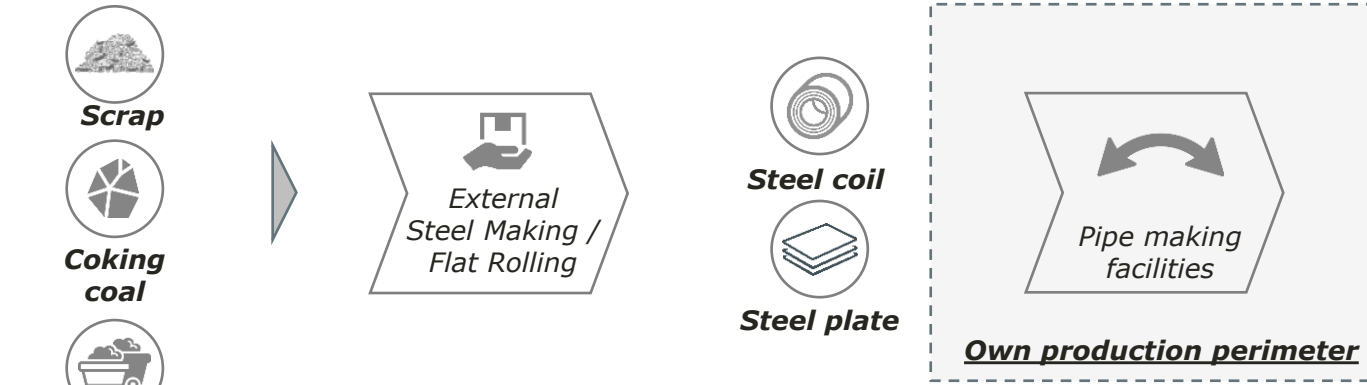 Scrap
Coking
coal
External
Steel Making /
Flat Rolling
Steel coil
Steel plate
Pipe making
facilities
Own production perimeter